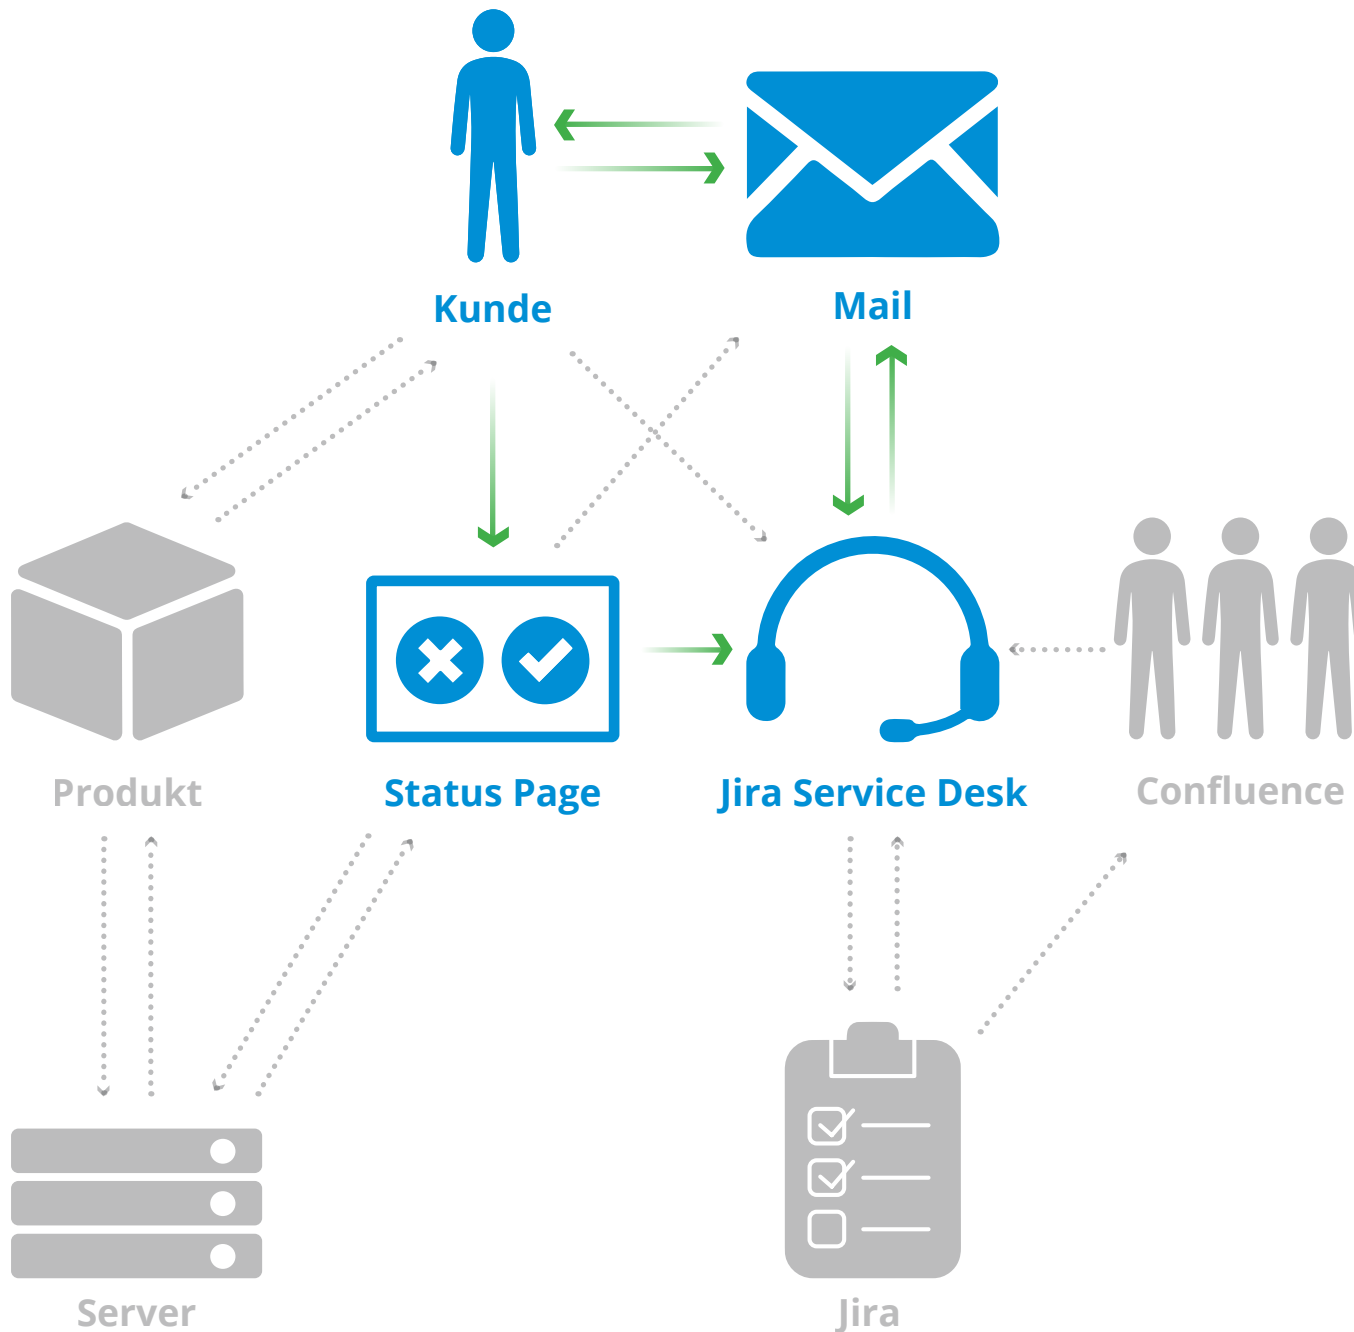 Kunde
Mail
Produkt
Status Page
Jira Service Desk
Confluence
Server
Jira